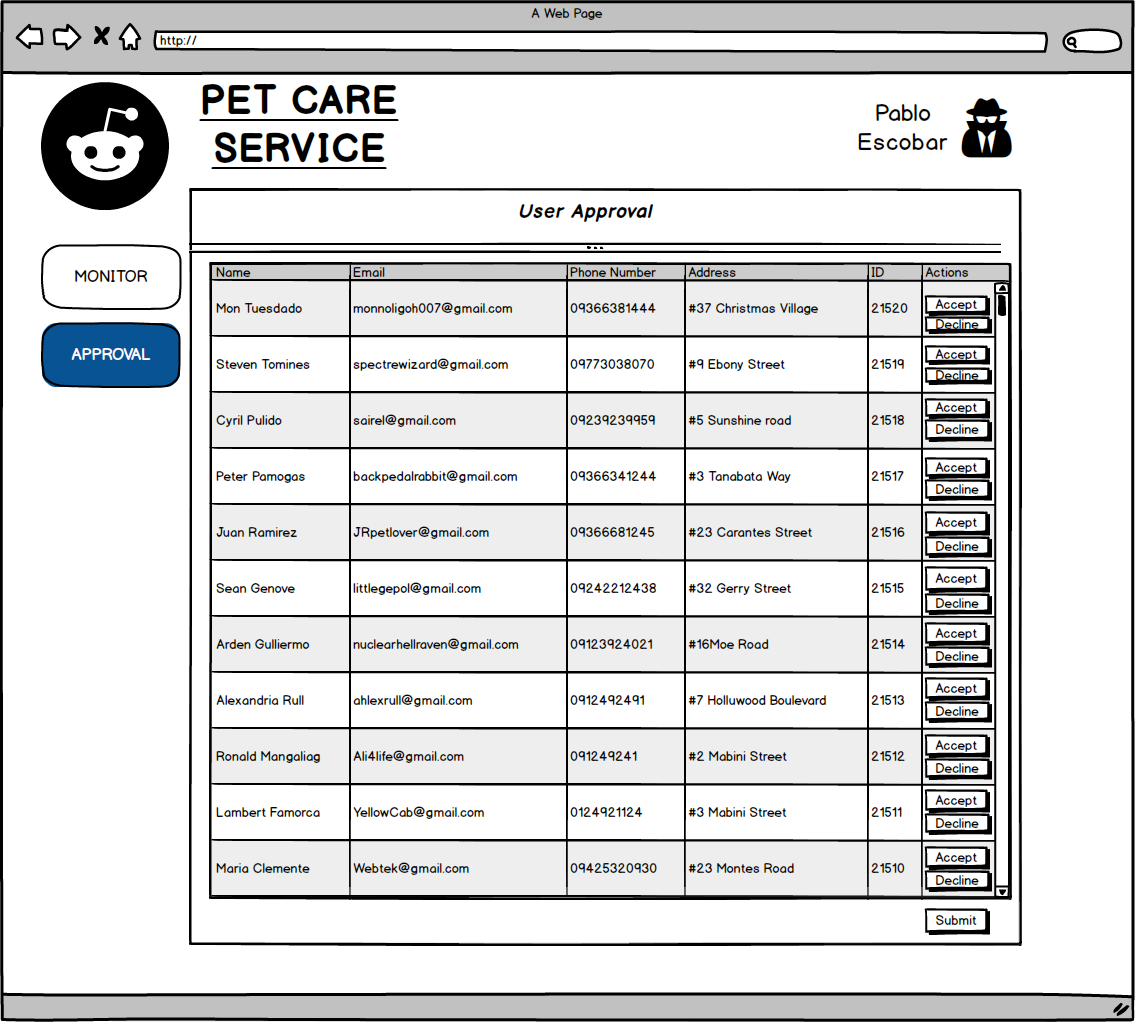 A Web Page
http://
PET CARE
SERVICE
Pablo
Escobar
User Approval
MONITOR
APPROVAL
Name Email Phone Number Address ID Actions
Mon Tuesdado monnoligoh007@gmail.com 09366381444 #37 Christmas Village 21520 Accept
Decline
Steven Tomines spectrewizard@gmail.com 09773038070 #9 Ebony Street 21519 Accept
Decline
Cyril Pulido sairel@gmail.com 09239239959 #5 Sunshine road 21518 Accept
Decline
Peter Pamogas backpedalrabbit@gmail.com 09366341244 #3 Tanabata Way 21517 Accept
Decline
Juan Ramirez JRpetlover@gmail.com 09366681245 #23 Carantes Street 21516 Accept
Decline
Sean Genove littlegepol@gmail.com 09242212438 #32 Gerry Street 21515 Accept
Decline
Arden Gulliermo nuclearhellraven@gmail.com 09123924021 #16Moe Road 21514 Accept
Decline
Alexandria Rull ahlexrull@gmail.com 0912492491 #7 Holluwood Boulevard 21513 Accept
Decline
Ronald Mangaliag Ali4life@gmail.com 091249241 #2 Mabini Street 21512 Accept
Decline
Lambert Famorca YellowCab@gmail.com 0124921124 #3 Mabini Street 21511 Accept
Decline
Maria Clemente Webtek@gmail.com 09425320930 #23 Montes Road 21510 Accept
Decline
Submit